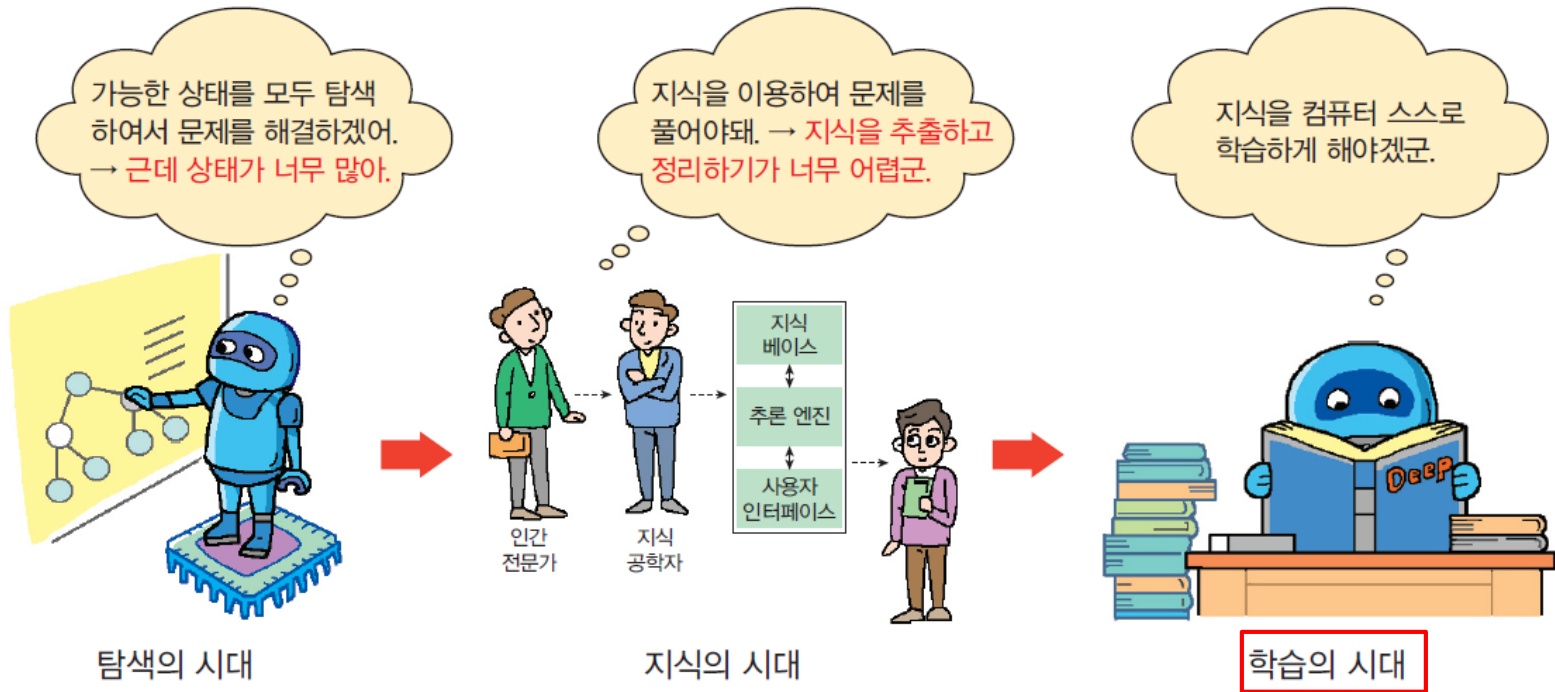 가능한 상태를 모두 탐색
하여서 문제를 해결하겠어.
→ 근데 상태가 너무 많아.
지식을 이용하여 문제를
풀어야돼. → 지식을 추출하고
정리하기가 너무 어렵군.
지식을 컴퓨터 스스로
학습하게 해야겠군.
인간
전문가
지식
공학자
지식
베이스
추론 엔진
사용자
인터페이스
DeeP
탐색의 시대
지식의 시대
학습의 시대